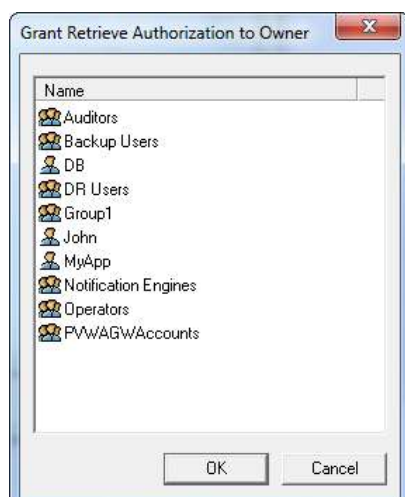 Grant Retrieve Authorization to Owner
Name
Auditors
Backup Users
DB
DR Users
Group1
John
MyApp
Notification Engines
Operators
PVWAGWAccounts
OK Cancel